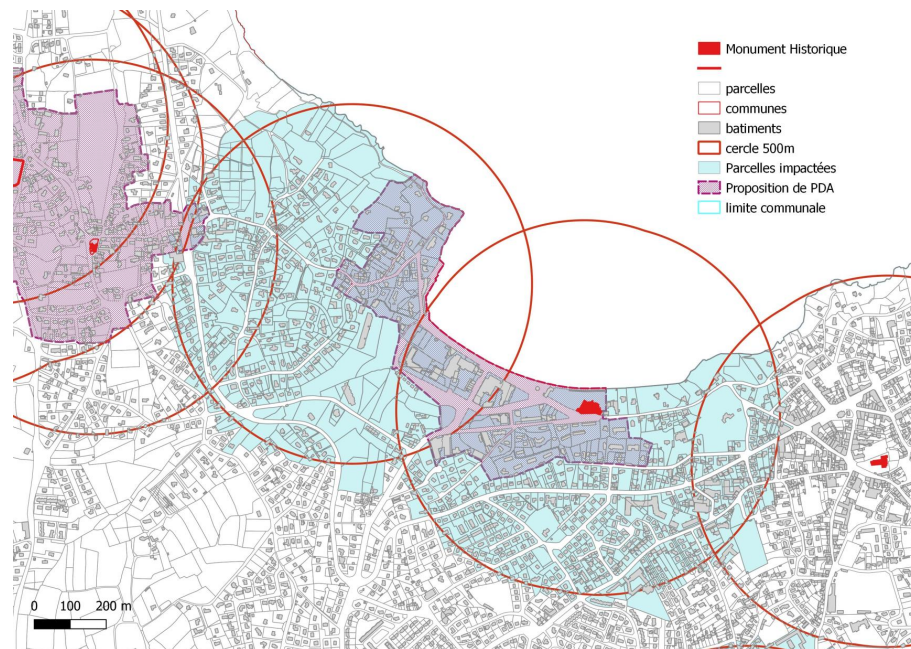 Monument Historique
parcelles
communes
batiments
cercle 500m
Parcelles impactées
Proposition de PDA
limite communale
0 100 200 m